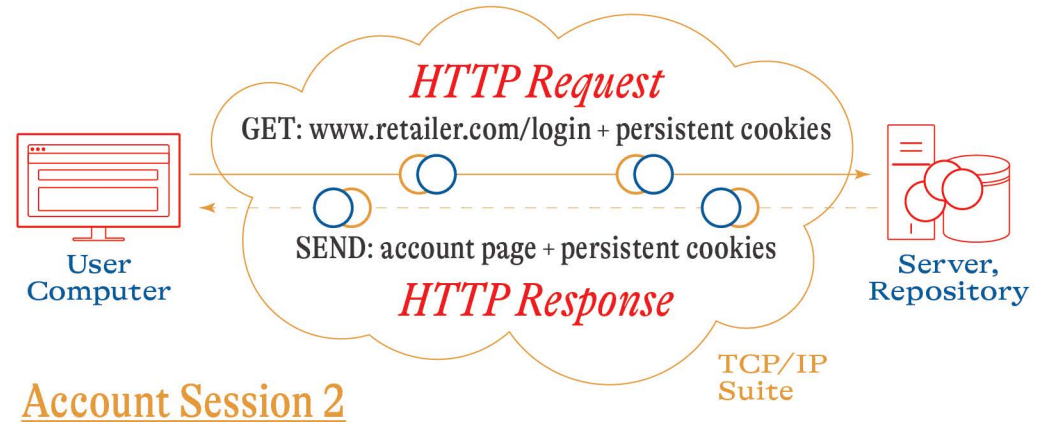 HTTP Request
GET: www.retailer.com/login + persistent cookies
SEND: account page + persistent cookies
HTTP Response
User
Computer
Server,
Repository
TCP/IP
Suite
Account Session 2